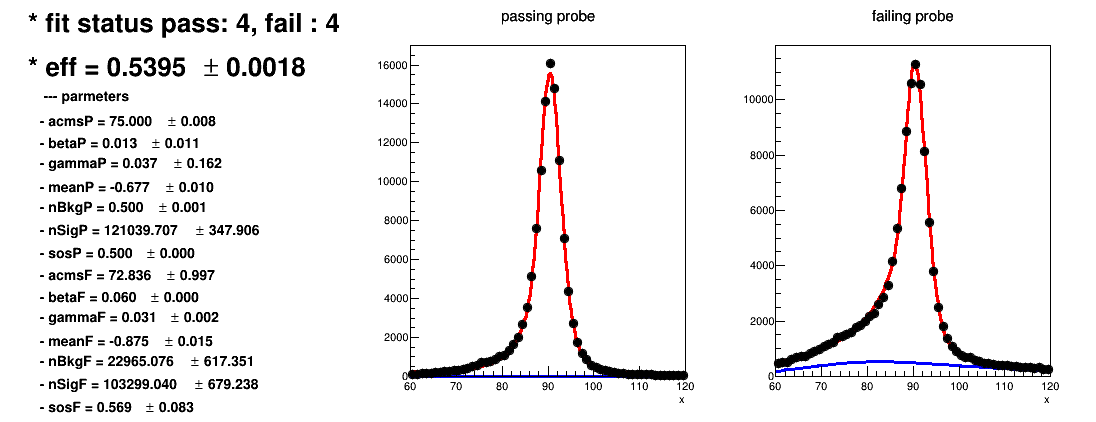 * fit status pass: 4, fail : 4
* eff = 0.5395 ± 0.0018
--- parmeters
- acmsP = 75.000 ± 0.008
- betaP = 0.013 ± 0.011
- gammaP = 0.037 ± 0.162
- meanP = -0.677 ± 0.010
- nBkgP = 0.500 ± 0.001
- nSigP = 121039.707 ± 347.906
- sosP = 0.500 ± 0.000
- acmsF = 72.836 ± 0.997
- betaF = 0.060 ± 0.000
- gammaF = 0.031 ± 0.002
- meanF = -0.875 ± 0.015
- nBkgF = 22965.076 ± 617.351
- nSigF = 103299.040 ± 679.238
- sosF = 0.569 ± 0.083
passing probe
16000
14000
12000
10000
8000
6000
4000
2000
0
60 70 80 90 100 110 120
x
failing probe
10000
8000
6000
4000
2000
0
60 70 80 90 100 110 120
x